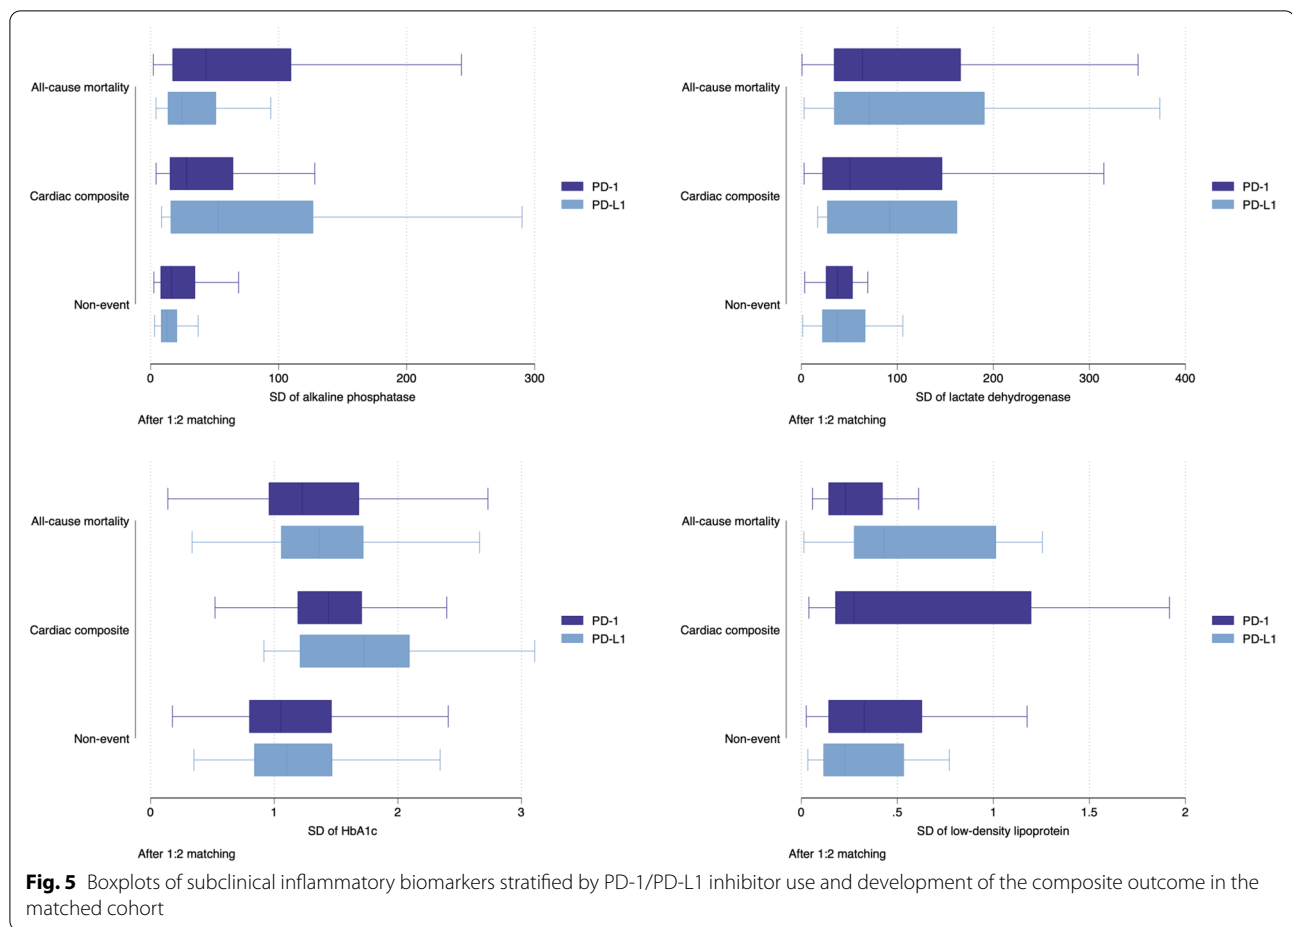 All-cause mortality
Cardiac composite
Non-event
PD-1
PD-L1
0 100 200 300
SD of alkaline phosphatase
After 1:2 matching
All-cause mortality
Cardiac composite
Non-event
PD-1
PD-L1
0 100 200 300 400
SD of lactate dehydrogenase
After 1:2 matching
All-cause mortality
Cardiac composite
Non-event
PD-1
PD-L1
0 1 2 3
SD of HbA1c
After 1:2 matching
All-cause mortality
Cardiac composite
Non-event
PD-1
PD-L1
0 .5 1 1.5 2
SD of low-density lipoprotein
After 1:2 matching
Fig. 5 Boxplots of subclinical inflammatory biomarkers stratified by PD-1/PD-L1 inhibitor use and development of the composite outcome in the
matched cohort